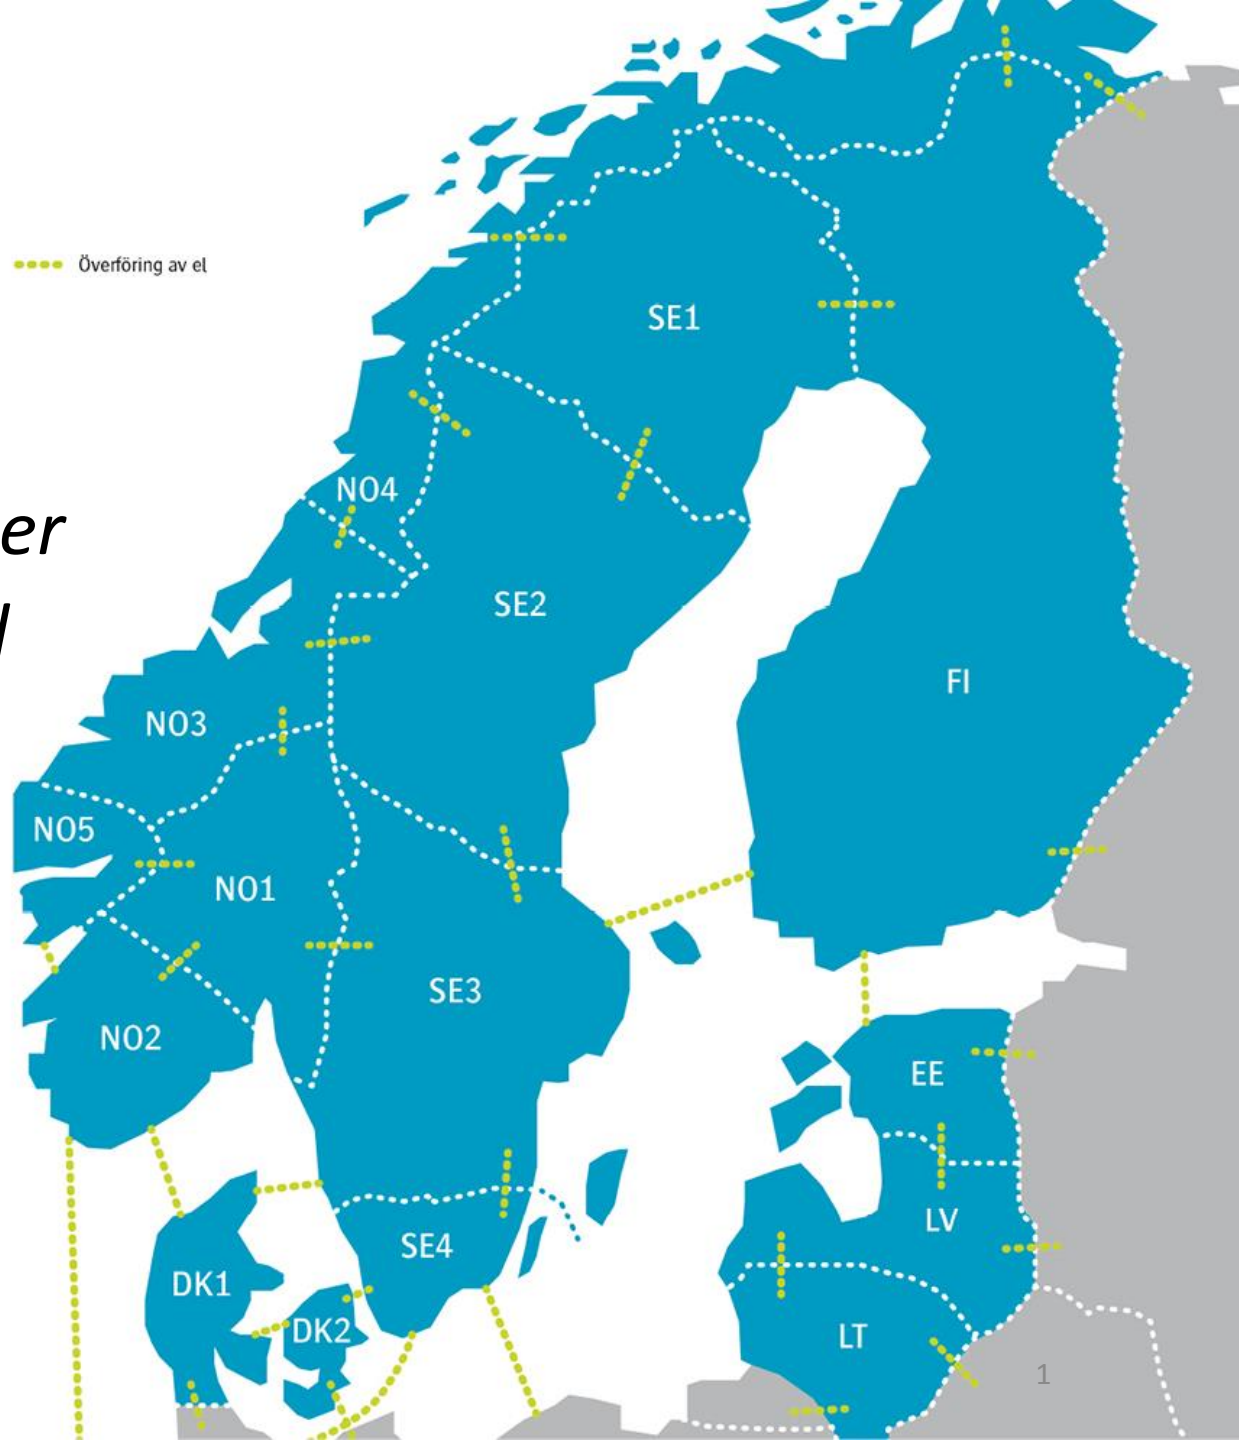 Överföring av el
SE1
NO4
er
l
SE2
FI
NO3
NO5
NO1
SE3
NO2
EE
LV
SE4
DK1
DK2
LT
1